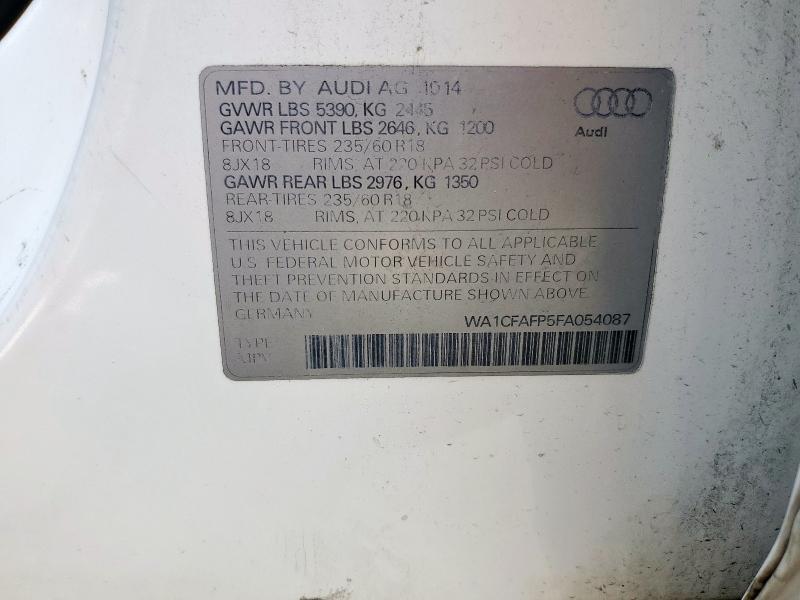 MFD. BY AUDI AG 10 14
GVWR LBS 5390, KG 2445
GAWR FRONT LBS 2646, KG 1200
FRONT-TIRES 235/60 R18
8JX18 RIMS, AT 220 KPA 32 PSI COLD
GAWR REAR LBS 2976, KG 1350
REAR-TIRES 235/60 R18
8JX18 RIMS, AT 220 KPA 32 PSI COLD
Audi
THIS VEHICLE CONFORMS TO ALL APPLICABLE
U.S. FEDERAL MOTOR VEHICLE SAFETY AND
THEFT PREVENTION STANDARDS IN EFFECT ON
THE DATE OF MANUFACTURE SHOWN ABOVE
GERMANY WA1CFAFP5FA054087
TYPE
MPV